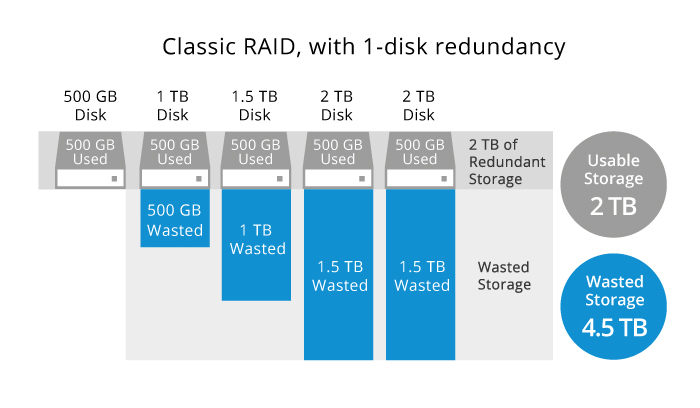 Classic RAID, with 1-disk redundancy
500 GB
Disk
1 TB
Disk
1.5 TB
Disk
2 TB
Disk
2 TB
Disk
500 GB
Used
500 GB
Used
500 GB
Used
500 GB
Used
500 GB
Used
2 TB of
Redundant
Storage
500 GB
Wasted
1 TB
Wasted
1.5 TB
Wasted
1.5 TB
Wasted
Wasted
Storage
Usable
Storage
2 TB
Wasted
Storage
4.5 TB